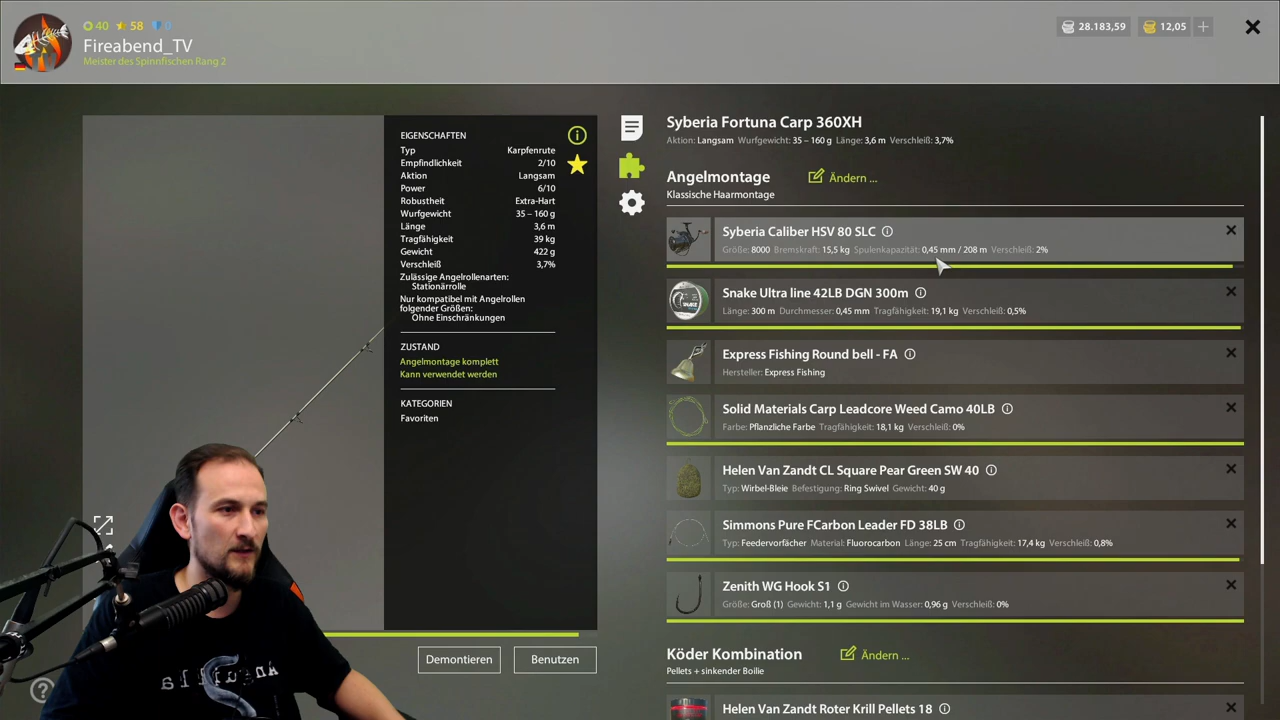 40 58 0
Fireabend_TV
Meister des Spinnfischen Rang 2
28.183,59 12,05
EIGENSCHAFTEN
Typ Karpfenrute
Empfindlichkeit 2/10
Aktion Langsam
Power 6/10
Robustheit Extra-Hart
Wurfgewicht 35 – 160 g
Länge 3,6 m
Tragfähigkeit 39 kg
Gewicht 422 g
Verschleiß 3,7%
Zulässige Angelrollenarten:
Stationärrolle
Nur kompatibel mit Angelrollen
folgender Größen:
Ohne Einschränkungen
ZUSTAND
Angelmontage komplett
Kann verwendet werden
KATEGORIEN
Favoriten
Demontieren Benutzen
Syberia Fortuna Carp 360XH
Aktion: Langsam Wurfgewicht: 35 – 160 g Länge: 3,6 m Verschleiß: 3,7%
Angelmontage Ändern ...
Klassische Haarmontage
Syberia Caliber HSV 80 SLC
Größe: 8000 Bremskraft: 15,5 kg Spulenkapazität: 0,45 mm / 208 m Verschleiß: 2%
Snake Ultra line 42LB DGN 300m
Länge: 300 m Durchmesser: 0,45 mm Tragfähigkeit: 19,1 kg Verschleiß: 0,5%
Express Fishing Round bell - FA
Hersteller: Express Fishing
Solid Materials Carp Leadcore Weed Camo 40LB
Farbe: Pflanzliche Farbe Tragfähigkeit: 18,1 kg Verschleiß: 0%
Helen Van Zandt CL Square Pear Green SW 40
Typ: Wirbel-Bleie Befestigung: Ring Swivel Gewicht: 40 g
Simmons Pure FCarbon Leader FD 38LB
Typ: Feedervorfächer Material: Fluorocarbon Länge: 25 cm Tragfähigkeit: 17,4 kg Verschleiß: 0,8%
Zenith WG Hook S1
Größe: Groß (1) Gewicht: 1,1 g Gewicht im Wasser: 0,96 g Verschleiß: 0%
Köder Kombination Ändern ...
Pellets + sinkender Boilie
Helen Van Zandt Roter Krill Pellets 18